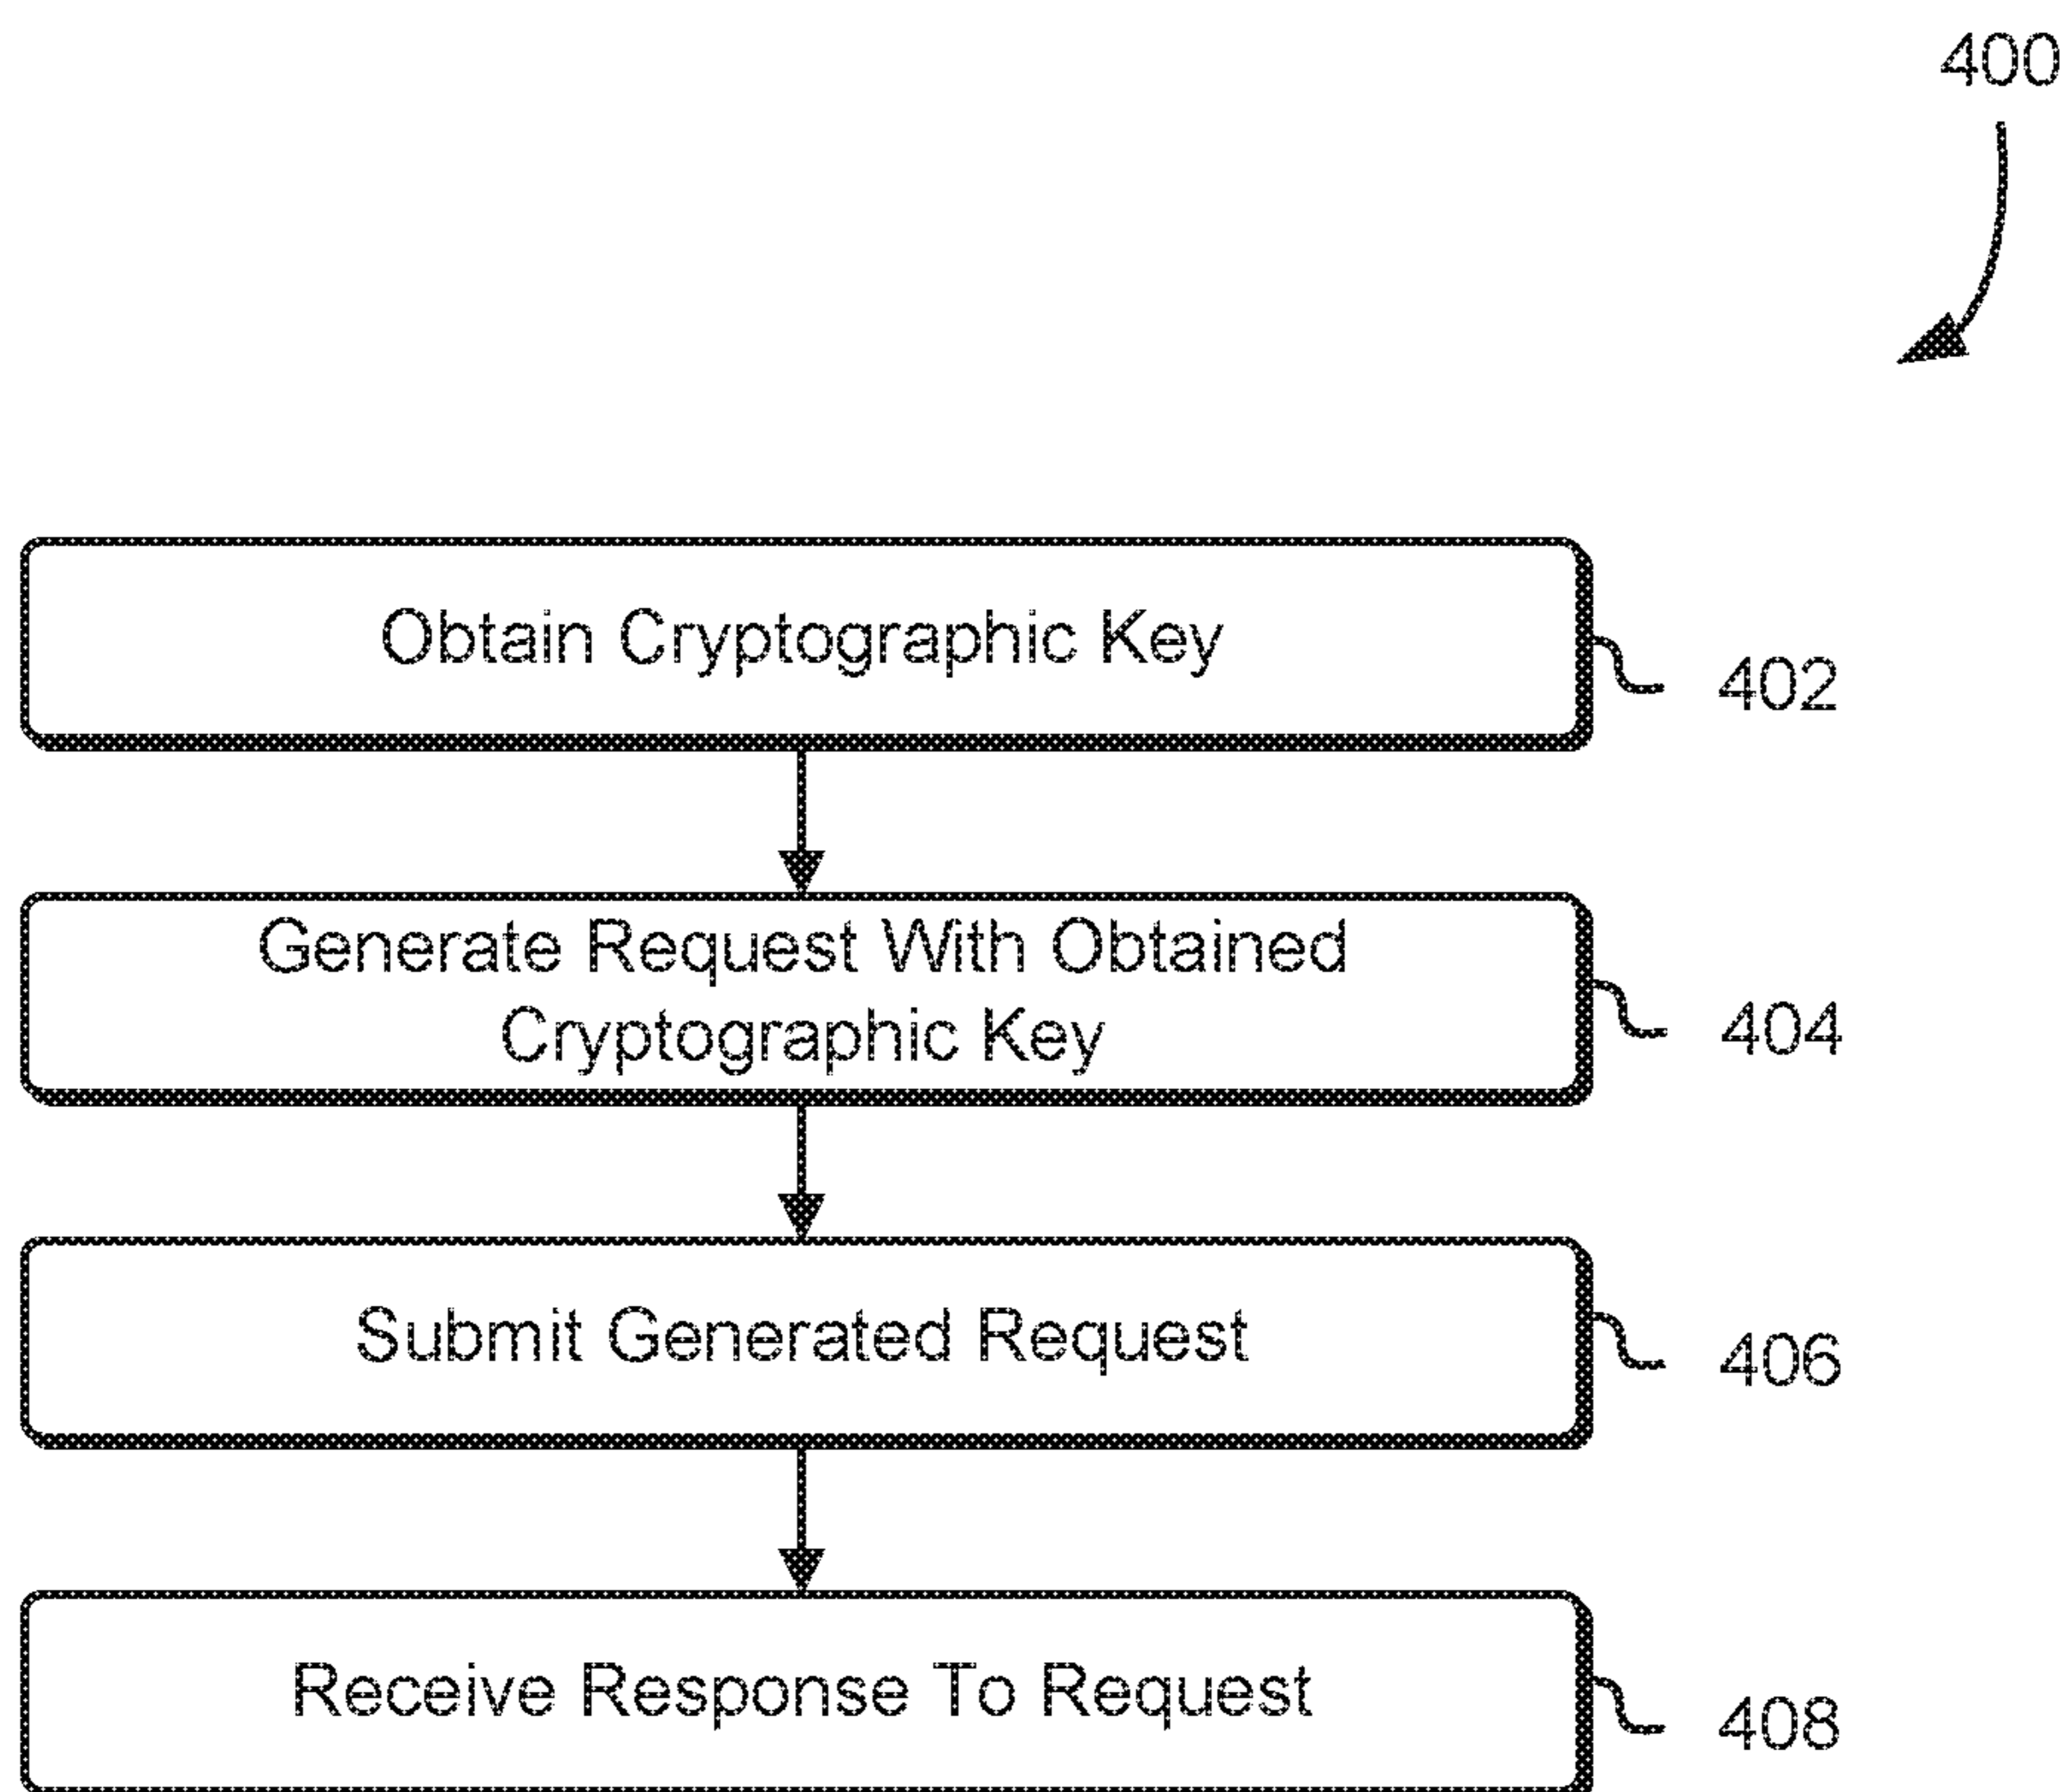 400
Obtain Cryptographic Key
402
Generate Request With Obtained
Cryptographic Key
404
Submit Generated Request
406
Receive Response To Request
408